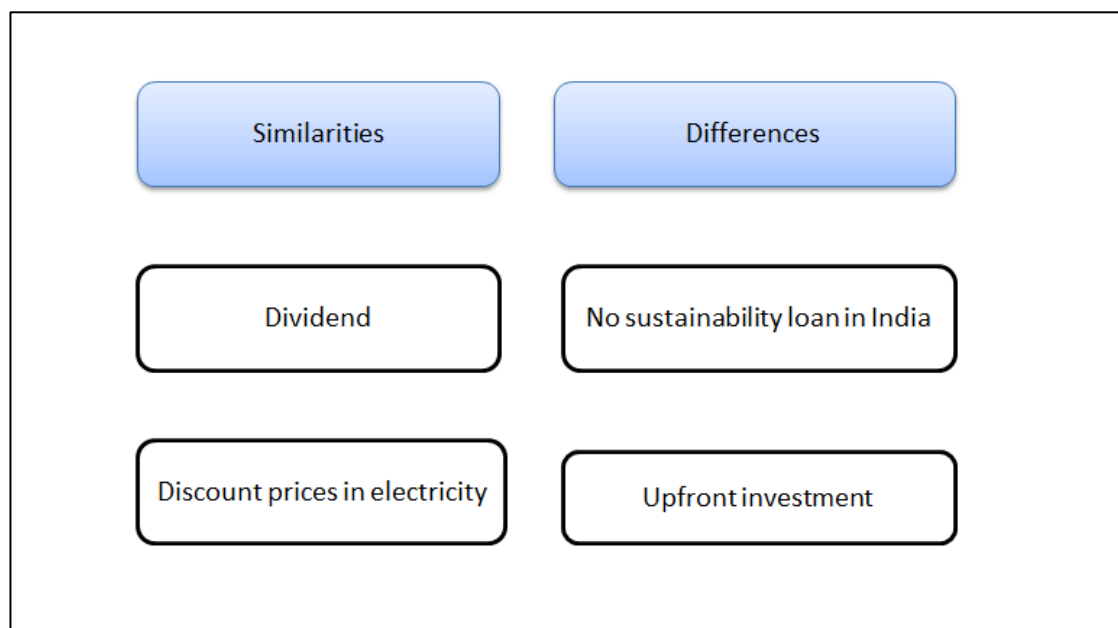 Similarities
Differences
Dividend
No sustainability loan in India
Discount prices in electricity
Upfront investment